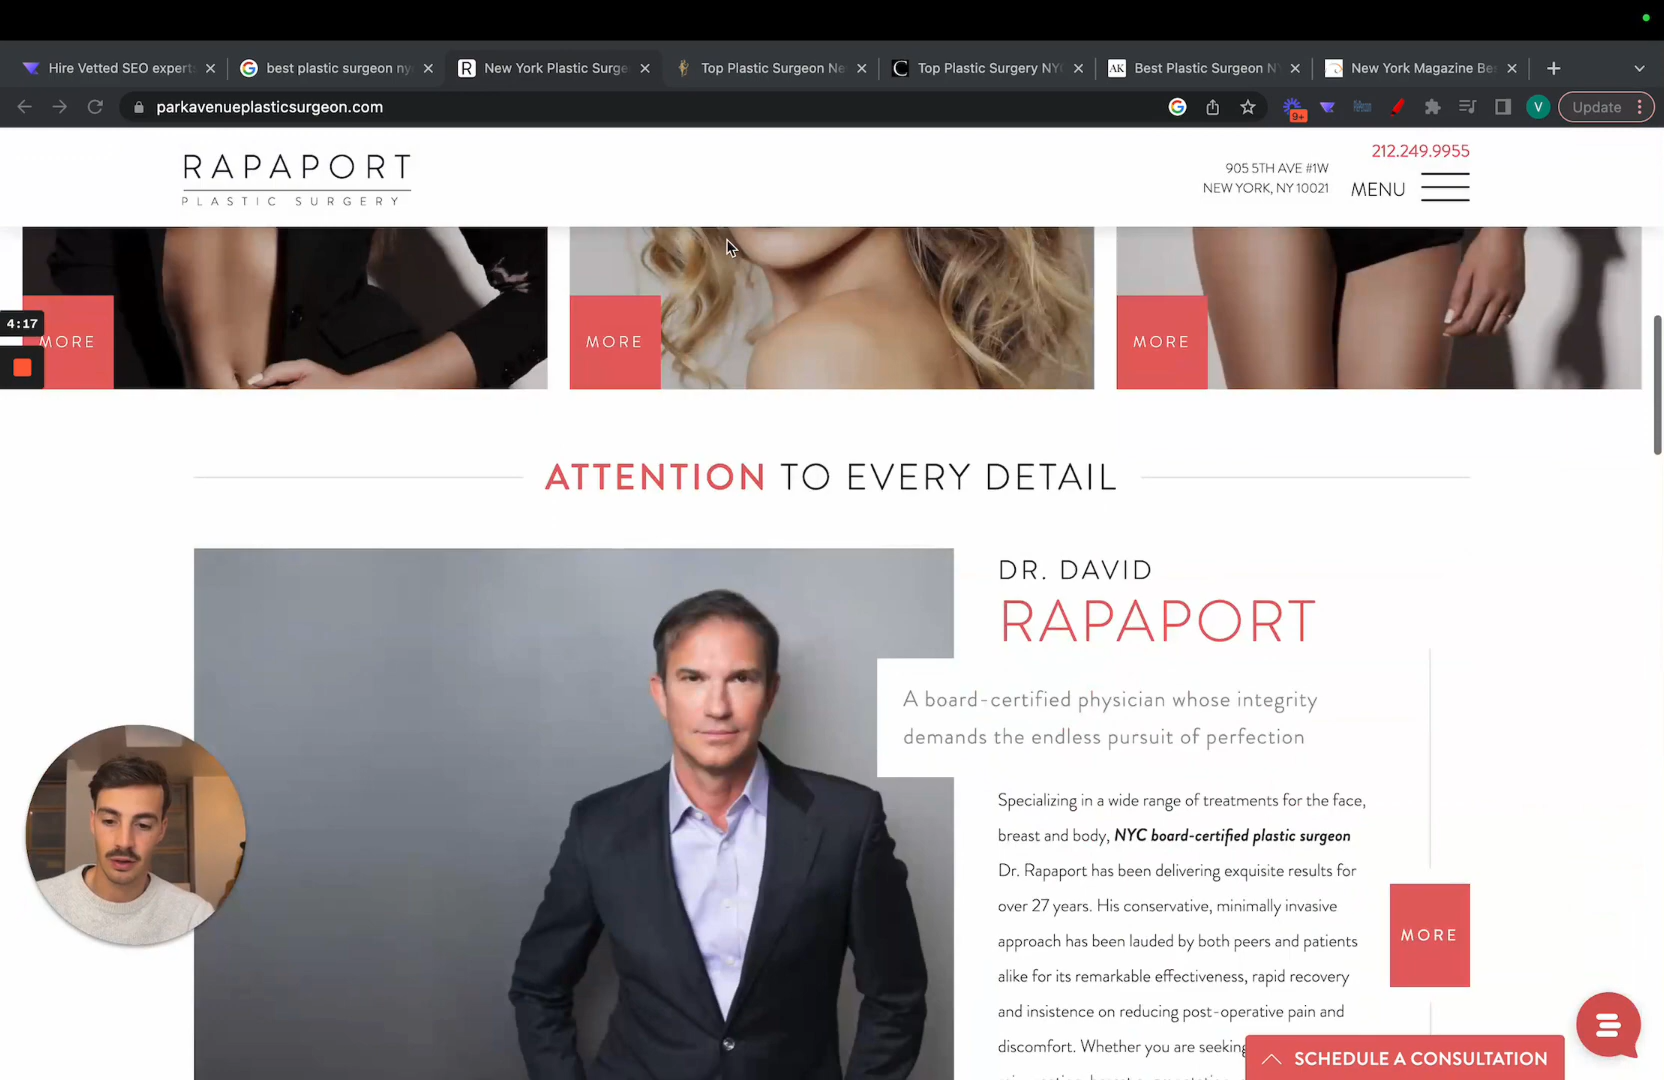 Hire Vetted SEO expert
best plastic surgeon ny
R
New York Plastic Surge
Top Plastic Surgeon Ne
C
Top Plastic Surgery NY
AK
Best Plastic Surgeon N
New York Magazine Be
parkavenueplasticsurgeon.com
9+
V
Update
RAPAPORT
PLASTIC SURGERY
212.249.9955
905 5TH AVE #1W
NEW YORK, NY 10021
MENU
4:17
MORE
MORE
MORE
ATTENTION TO EVERY DETAIL
DR. DAVID
RAPAPORT
A board-certified physician whose integrity
demands the endless pursuit of perfection
Specializing in a wide range of treatments for the face,
breast and body, NYC board-certified plastic surgeon
Dr. Rapaport has been delivering exquisite results for
over 27 years. His conservative, minimally invasive
approach has been lauded by both peers and patients
alike for its remarkable effectiveness, rapid recovery
and insistence on reducing post-operative pain and
discomfort. Whether you are seeking
MORE
SCHEDULE A CONSULTATION